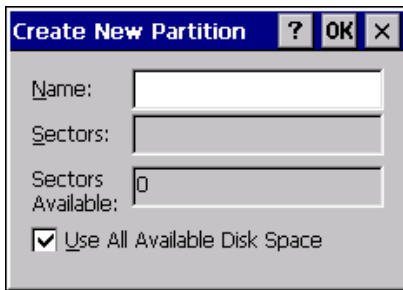 Create New Partition ? OK ×
Name:
Sectors:
Sectors
Available: 0
Use All Available Disk Space